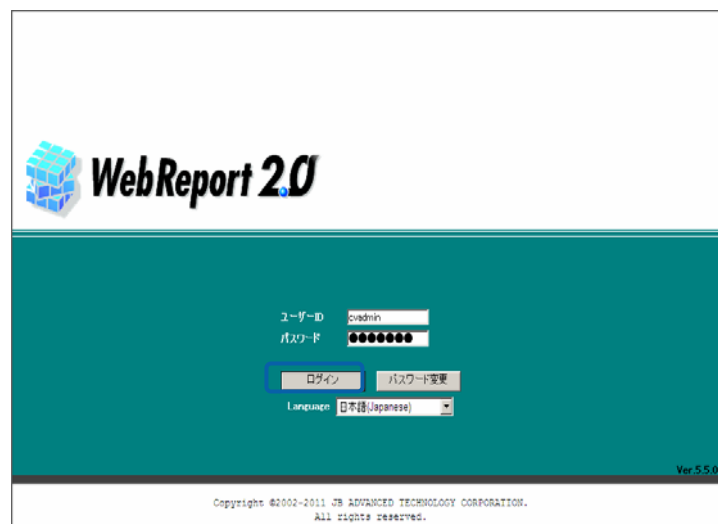 WebReport 2.0
ユーザーID cvadmin
パスワード ●●●●●●●
ログイン パスワード変更
Language 日本語(Japanese)
Ver.5.5.0
Copyright ©2002-2011 JB ADVANCED TECHNOLOGY CORPORATION.
All rights reserved.